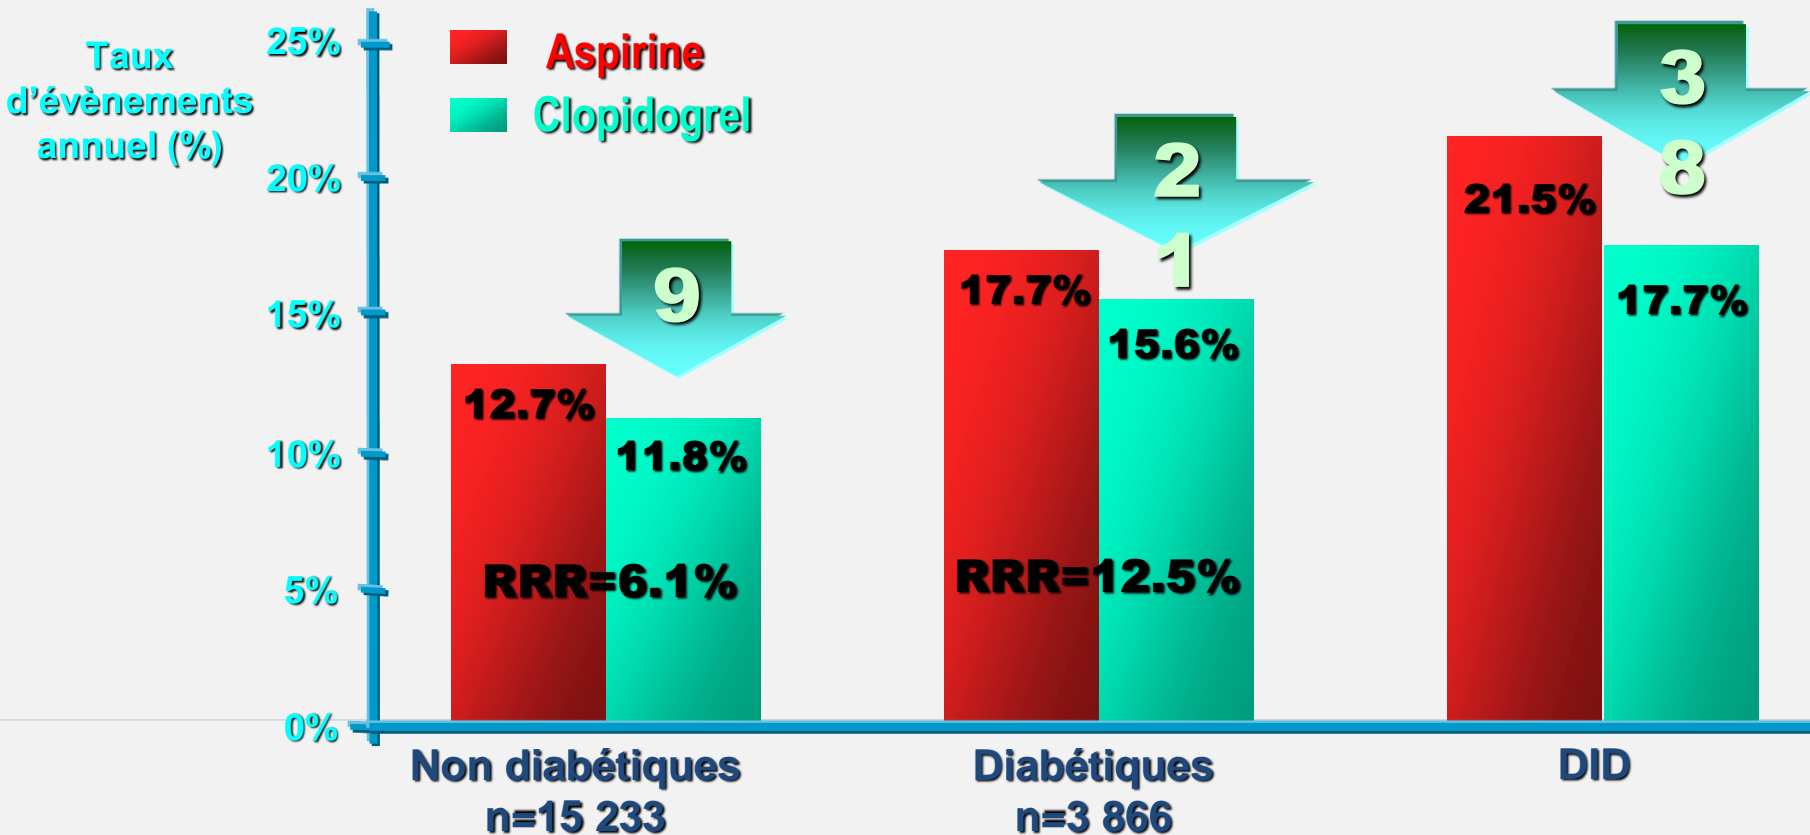 Taux
d’évènements
annuel (%)
25%
20%
15%
10%
5%
0%
Aspirine
Clopidogrel
9
12.7%
11.8%
RRR=6.1%
2
1
17.7%
15.6%
RRR=12.5%
3
8
21.5%
17.7%
Non diabétiques
n=15 233
Diabétiques
n=3 866
DID